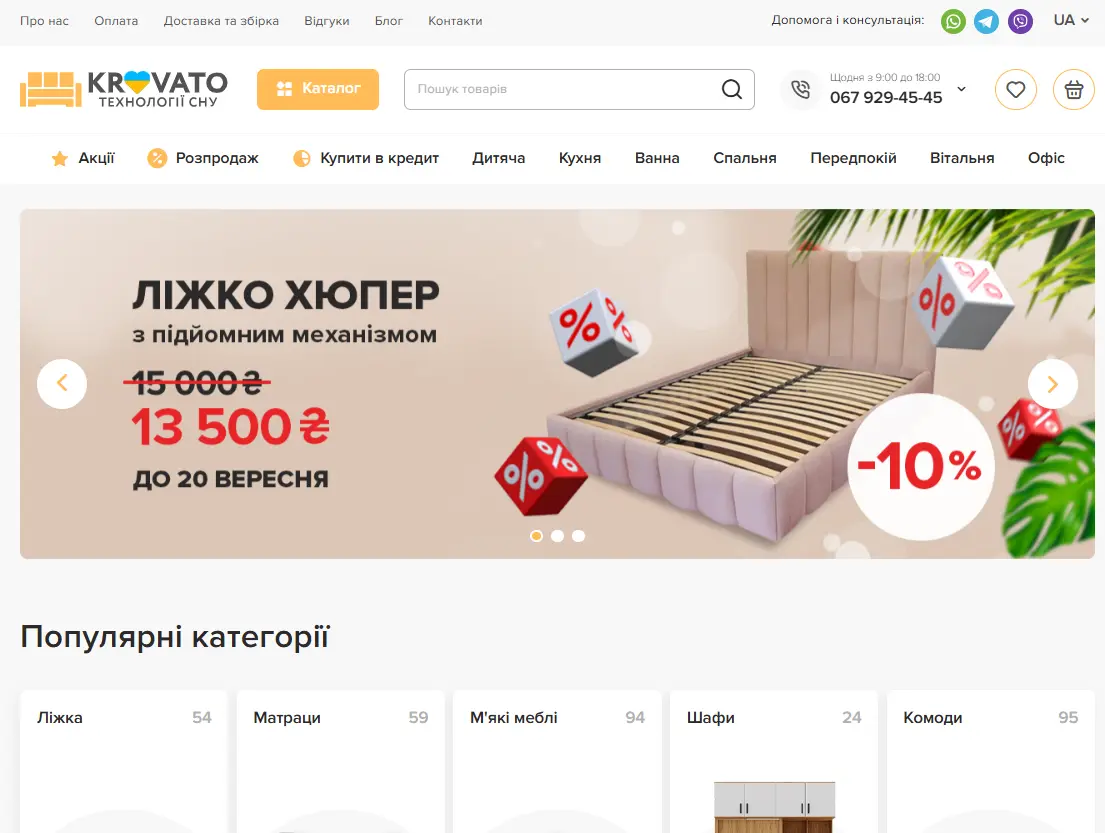 Про нас Оплата Доставка та збірка Відгуки Блог Контакти Допомога і консультація: UA
KROVATO
ТЕХНОЛОГІЇ СНУ
Каталог
Пошук товарів
Щодня з 9:00 до 18:00
067 929-45-45
Акції Розпродаж Купити в кредит Дитяча Кухня Ванна Спальня Передпокій Вітальня Офіс
ЛІЖКО ХЮПЕР
з підйомним механізмом
15 000 ₴
13 500 ₴
ДО 20 ВЕРЕСНЯ
% % % % % % %
-10%
Популярні категорії
Ліжка 54 Матраци 59 М'які меблі 94 Шафи 24 Комоди 95